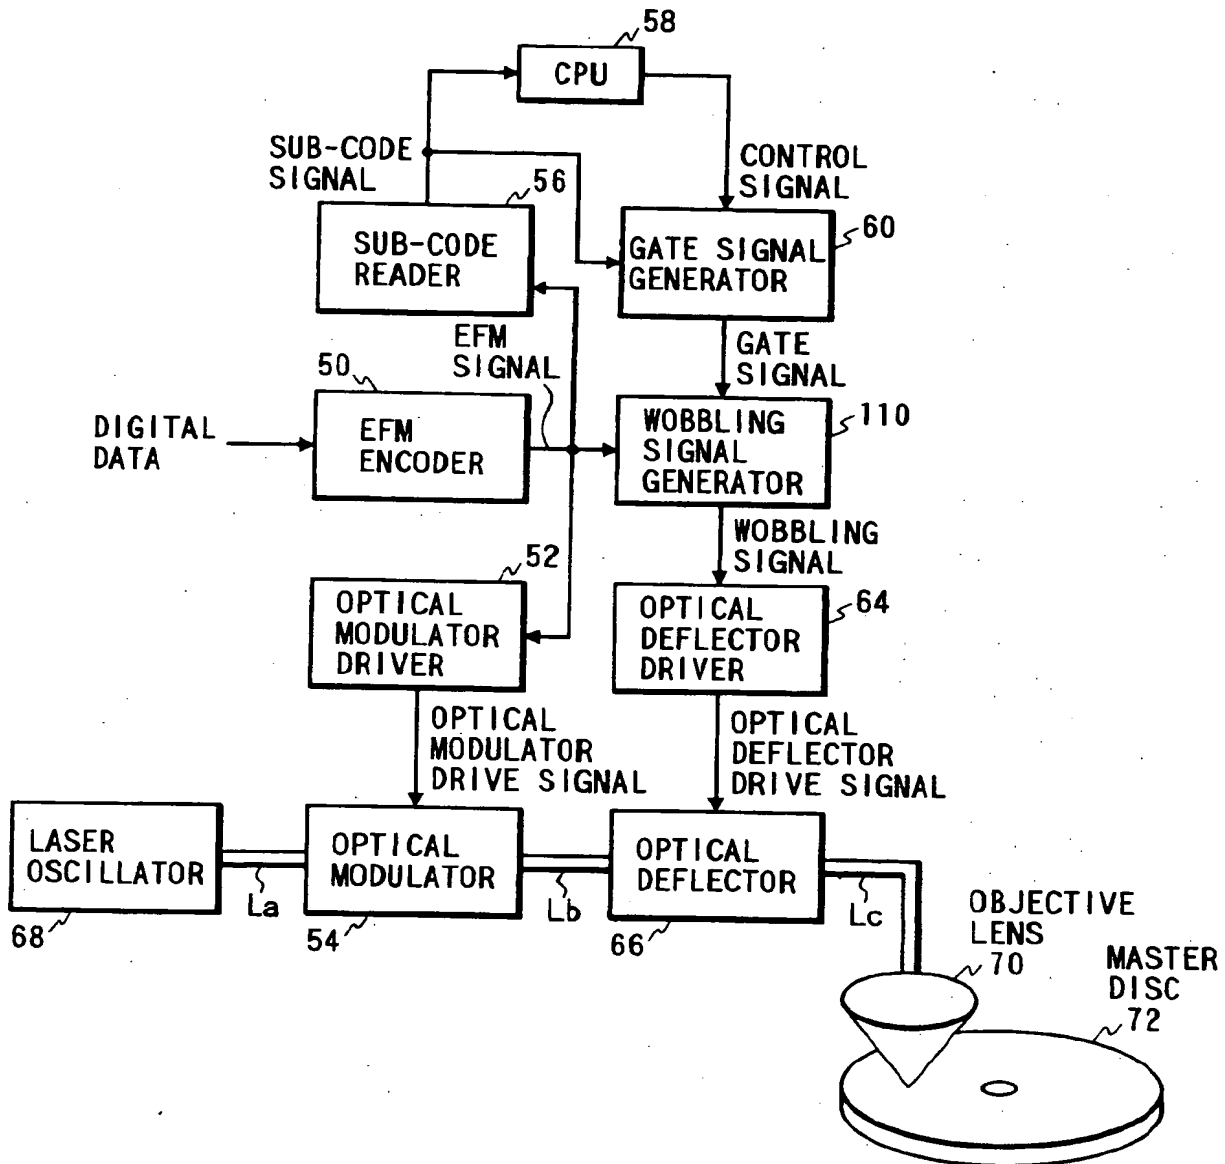 58
CPU
SUB-CODE
SIGNAL
CONTROL
SIGNAL
56
SUB-CODE
READER
60
GATE SIGNAL
GENERATOR
EFM
SIGNAL
GATE
SIGNAL
50
DIGITAL
DATA
EFM
ENCODER
110
WOBBLING
SIGNAL
GENERATOR
WOBBLING
SIGNAL
52
OPTICAL
MODULATOR
DRIVER
64
OPTICAL
DEFLECTOR
DRIVER
OPTICAL
MODULATOR
DRIVE SIGNAL
OPTICAL
DEFLECTOR
DRIVE SIGNAL
LASER
OSCILLATOR
68
La
OPTICAL
MODULATOR
54
Lb
OPTICAL
DEFLECTOR
66
Lc
OBJECTIVE
LENS
70
MASTER
DISC
72